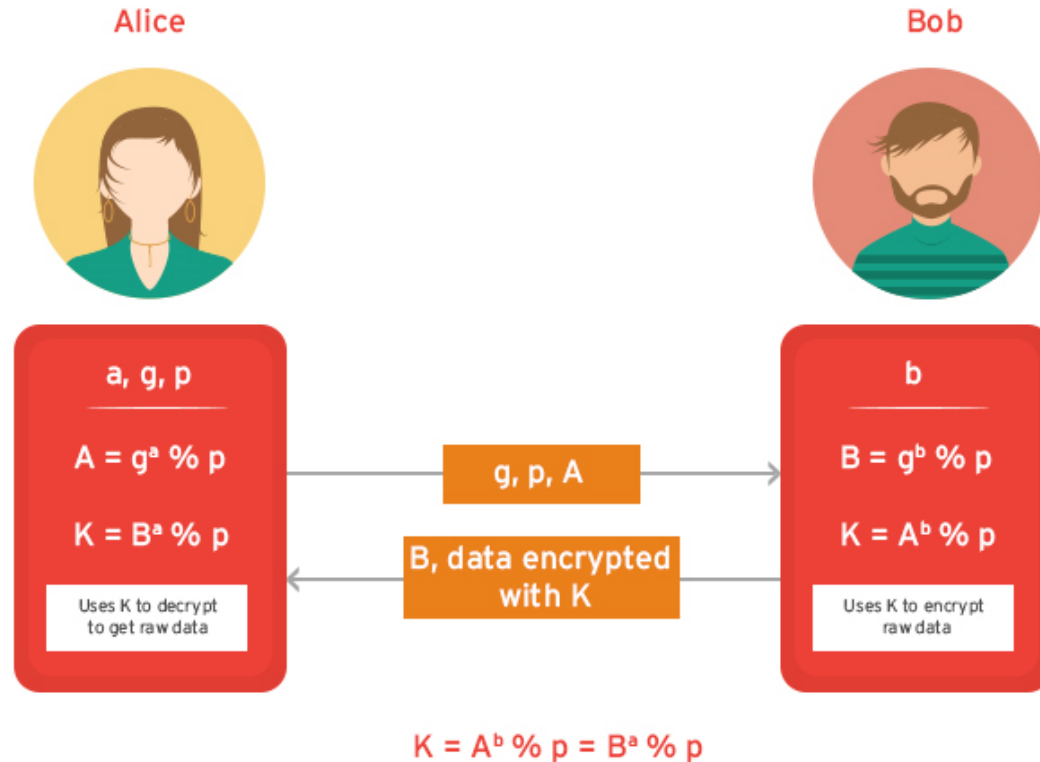 Alice
Bob
a, g, p
A = gᵃ % p
K = Bᵃ % p
Uses K to decrypt
to get raw data
g, p, A
B, data encrypted
with K
b
B = gᵇ % p
K = Aᵇ % p
Uses K to encrypt
raw data
K = Aᵇ % p = Bᵃ % p